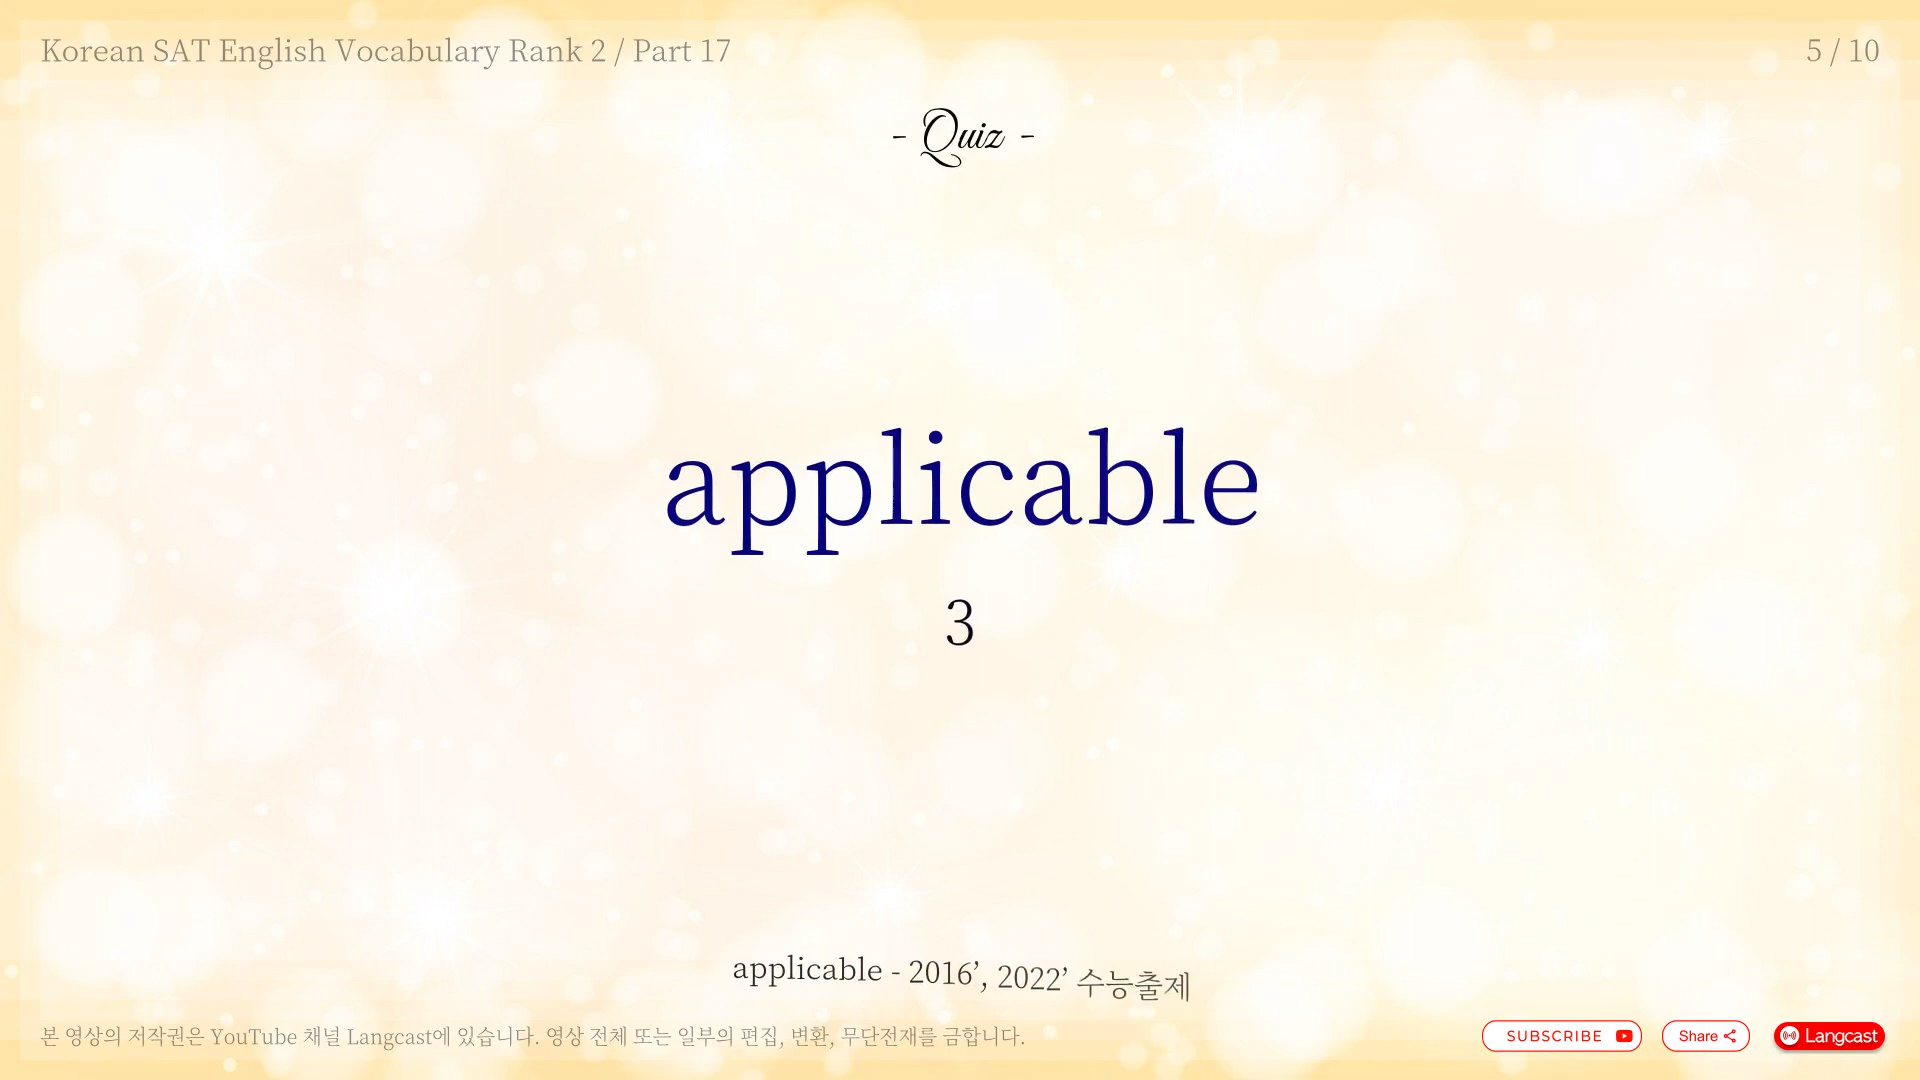 Korean SAT English Vocabulary Rank 2 / Part 17
5 / 10
- Quiz -
applicable
3
applicable - 2016’, 2022’ 수능출제
본 영상의 저작권은 YouTube 채널 Langcast에 있습니다. 영상 전체 또는 일부의 편집, 변환, 무단전재를 금합니다.
SUBSCRIBE
Share
Langcast